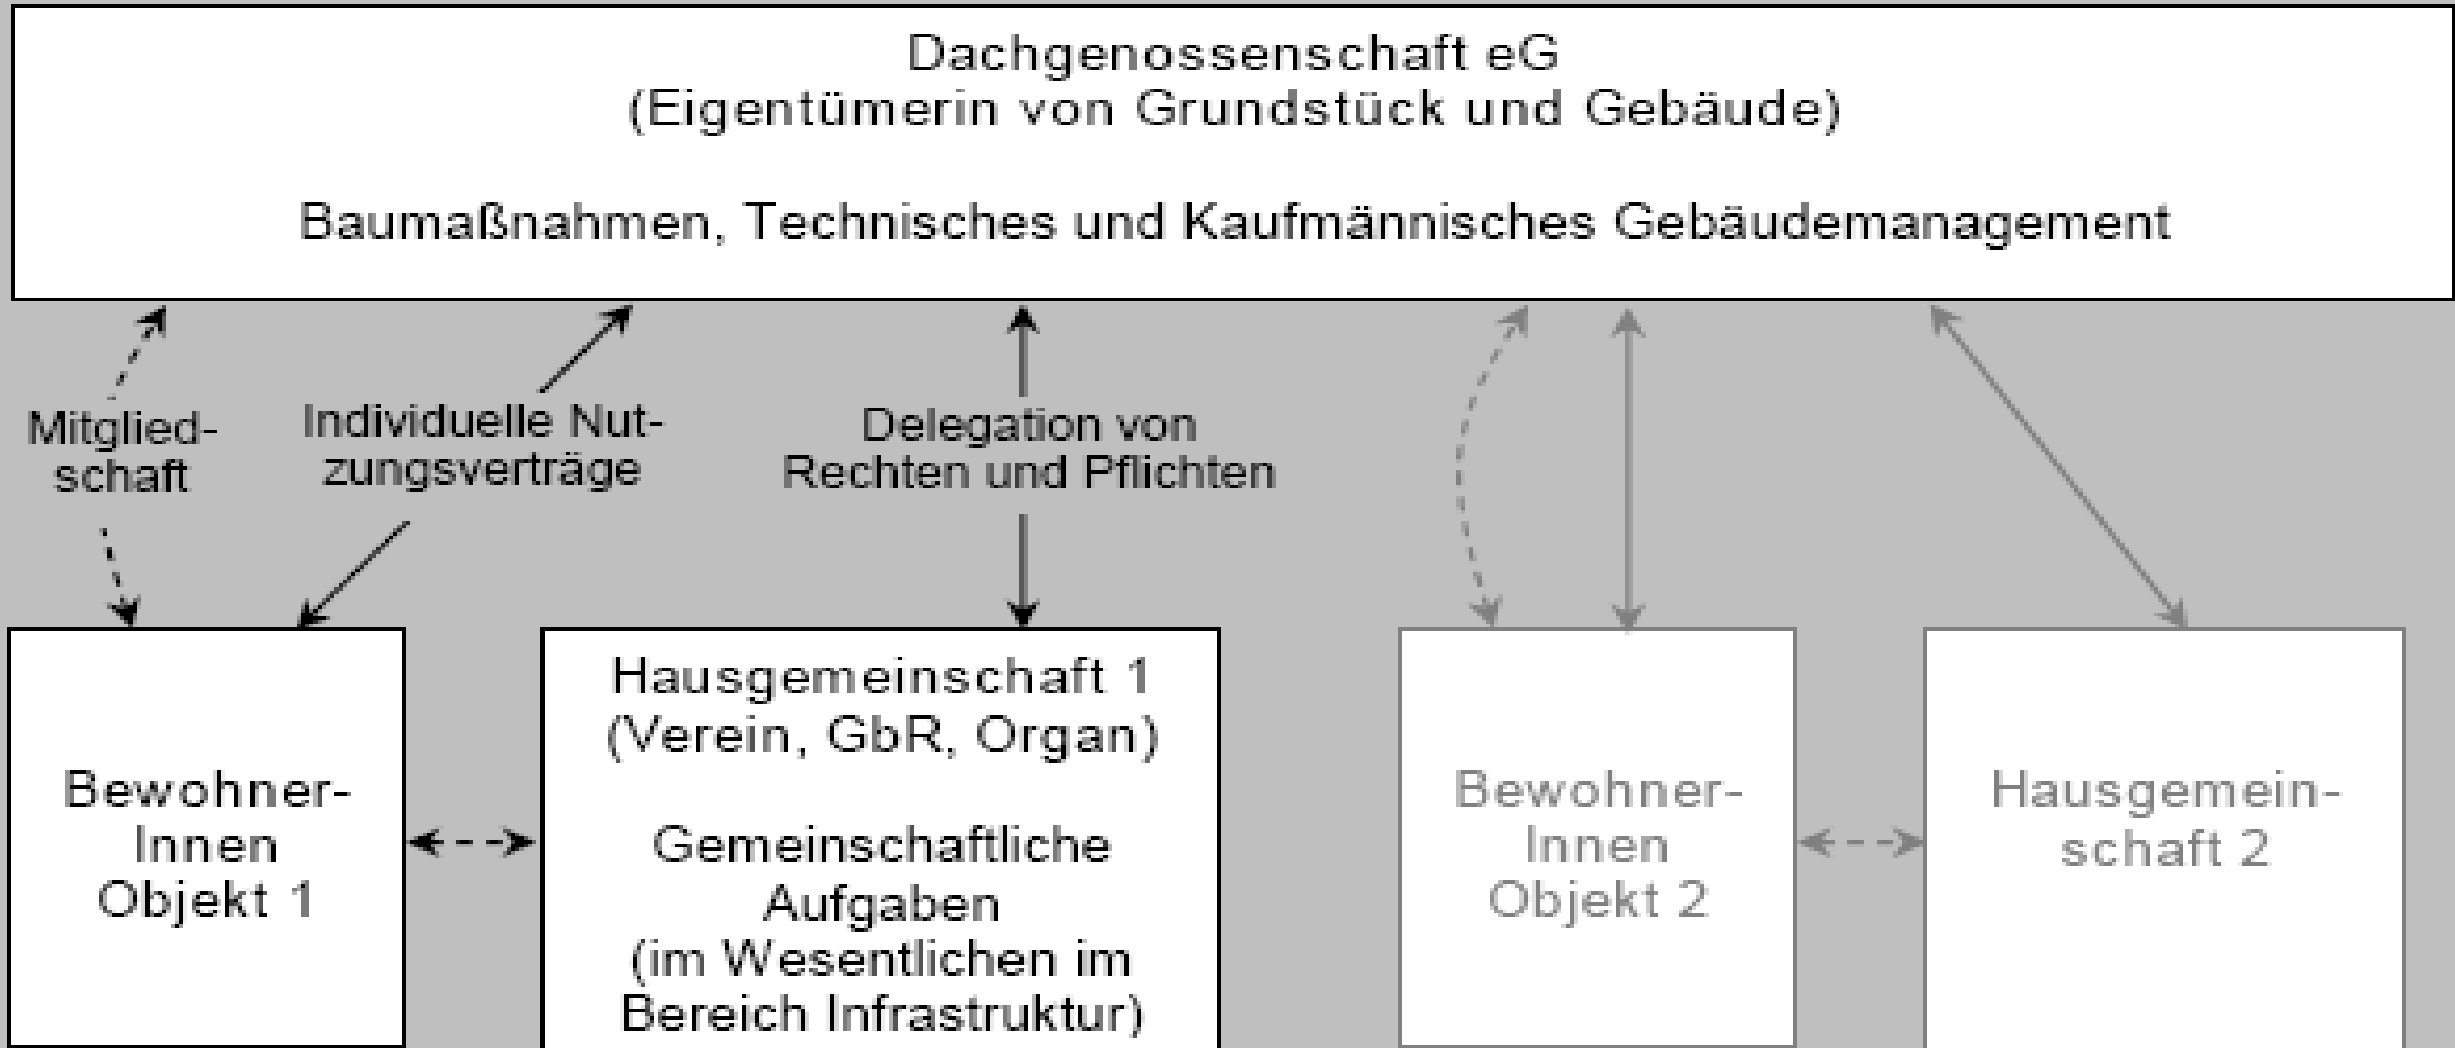 Dachgenossenschaft eG
(Eigentümerin von Grundstück und Gebäude)
Baumaßnahmen, Technisches und Kaufmännisches Gebäudemanagement
Mitglied-
schaft
Individuelle Nut-
zungsverträge
Delegation von
Rechten und Pflichten
Bewohner-
Innen
Objekt 1
Hausgemeinschaft 1
(Verein, GbR, Organ)
Gemeinschaftliche
Aufgaben
(im Wesentlichen im
Bereich Infrastruktur)
Bewohner-
Innen
Objekt 2
Hausgemein-
schaft 2